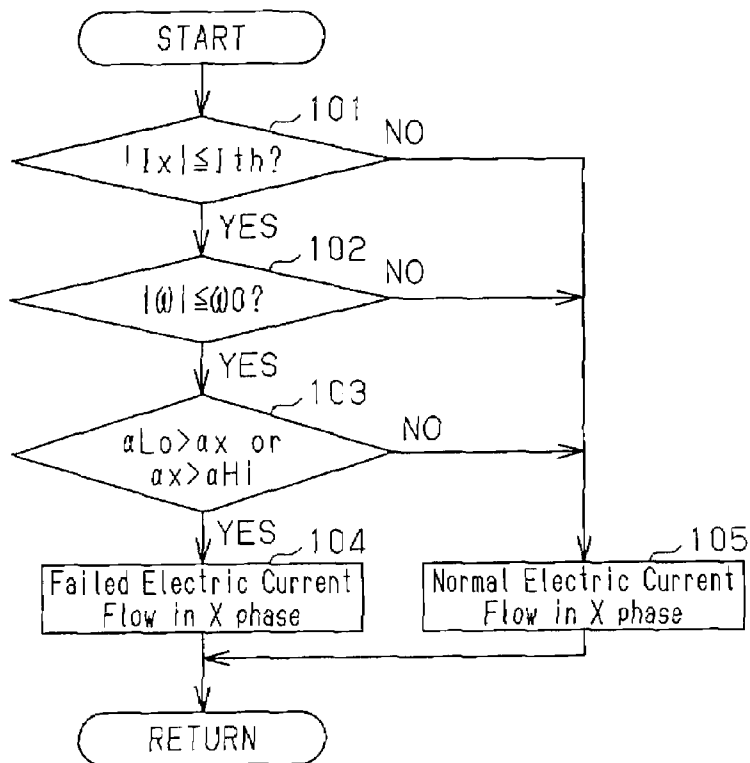 START
101
|Ix|≦Ith?
NO
YES
102
|ω|≦ω0?
NO
YES
103
αLo>αx or
αx>αHi
NO
YES
104
Failed Electric Current
Flow in X phase
105
Normal Electric Current
Flow in X phase
RETURN